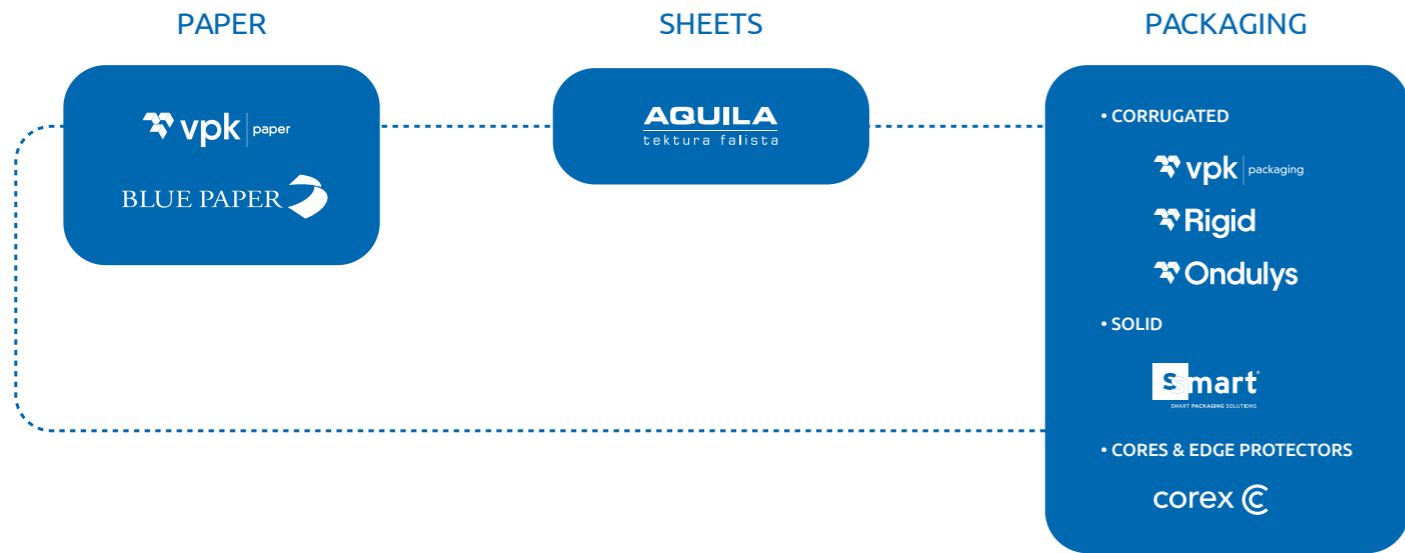 PAPER
vpk paper
BLUE PAPER
SHEETS
AQUILA
tektura falista
PACKAGING
• CORRUGATED
vpk packaging
Rigid
Ondulys
• SOLID
smart
SMART PACKAGING SOLUTIONS
• CORES & EDGE PROTECTORS
corex